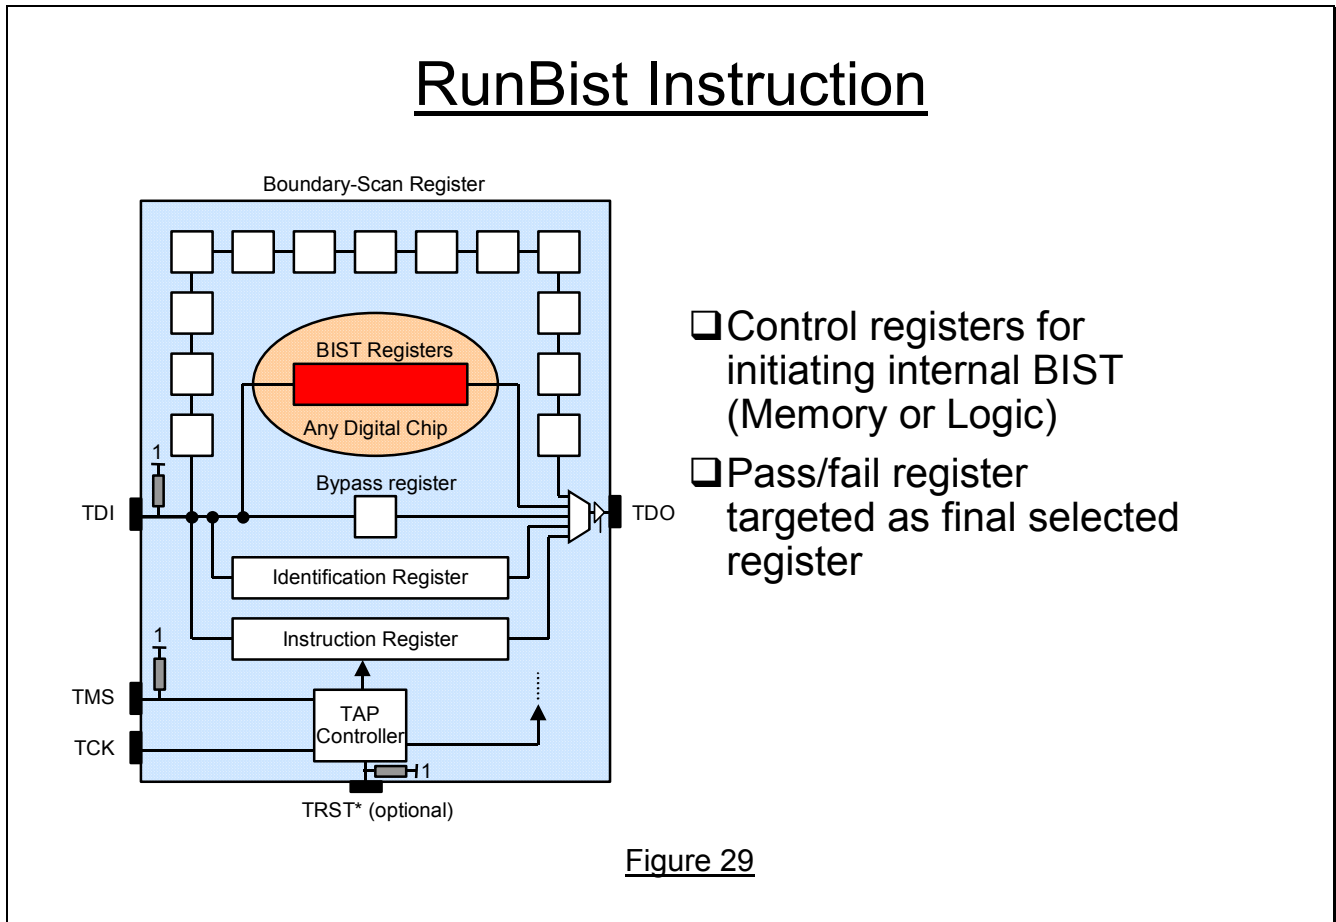 RunBist Instruction
Boundary-Scan Register
BIST Registers
Any Digital Chip
1
Bypass register
TDI
TDO
Identification Register
1
Instruction Register
TMS
TAP
Controller
TCK
1
TRST* (optional)
❑Control registers for
initiating internal BIST
(Memory or Logic)
❑Pass/fail register
targeted as final selected
register
Figure 29